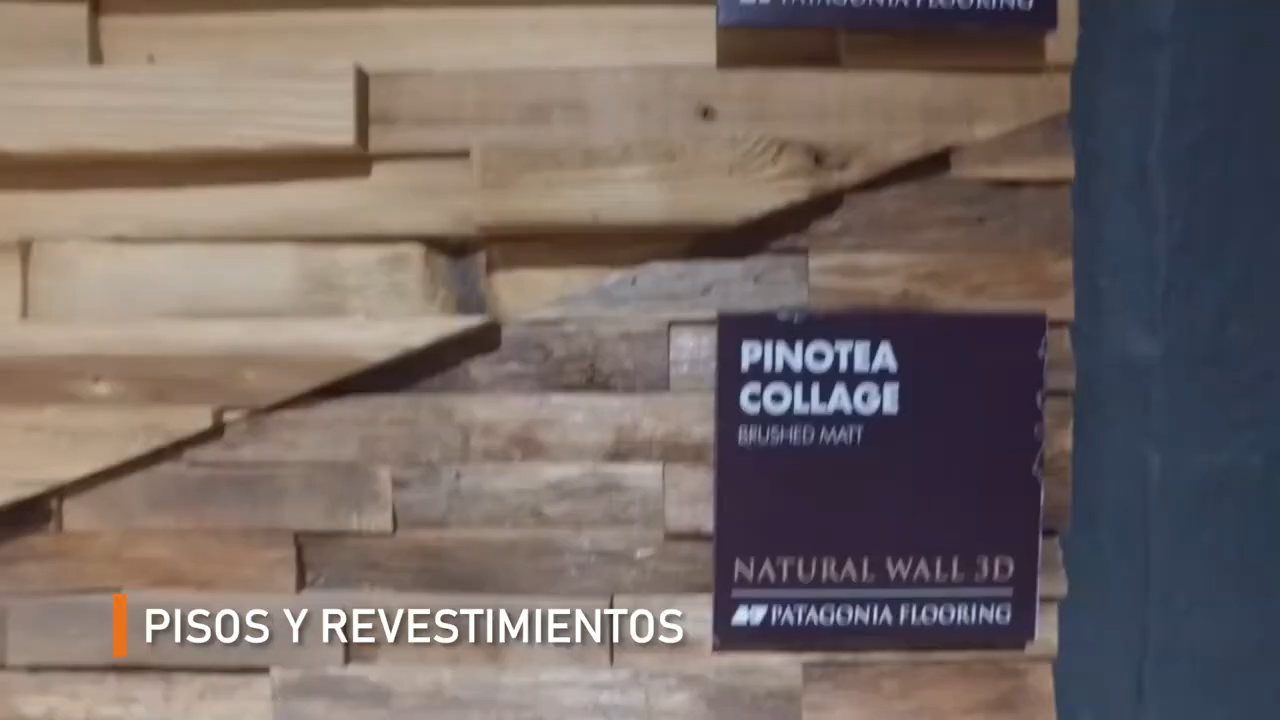 PATAGONIA FLOORING
PINOTEA
COLLAGE
BRUSHED MATT
NATURAL WALL 3D
PATAGONIA FLOORING
PISOS Y REVESTIMIENTOS